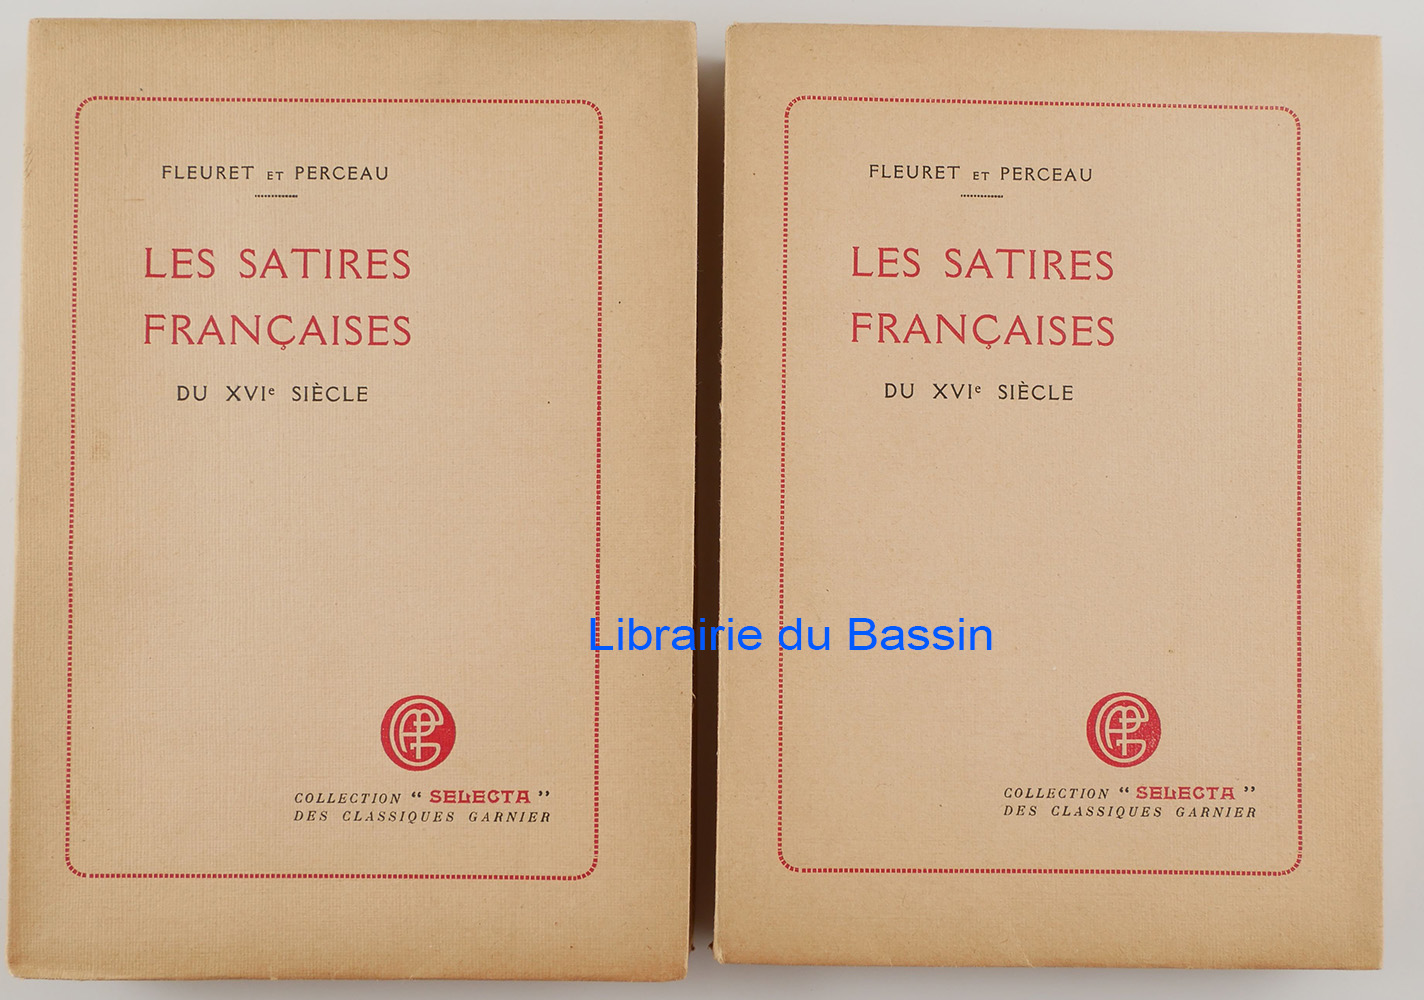 FLEURET ET PERCEAU
LES SATIRES
FRANÇAISES
DU XVIe SIÈCLE
COLLECTION “ SELECTA ”
DES CLASSIQUES GARNIER
FLEURET ET PERCEAU
LES SATIRES
FRANÇAISES
DU XVIe SIÈCLE
COLLECTION “ SELECTA ”
DES CLASSIQUES GARNIER
Librairie du Bassin